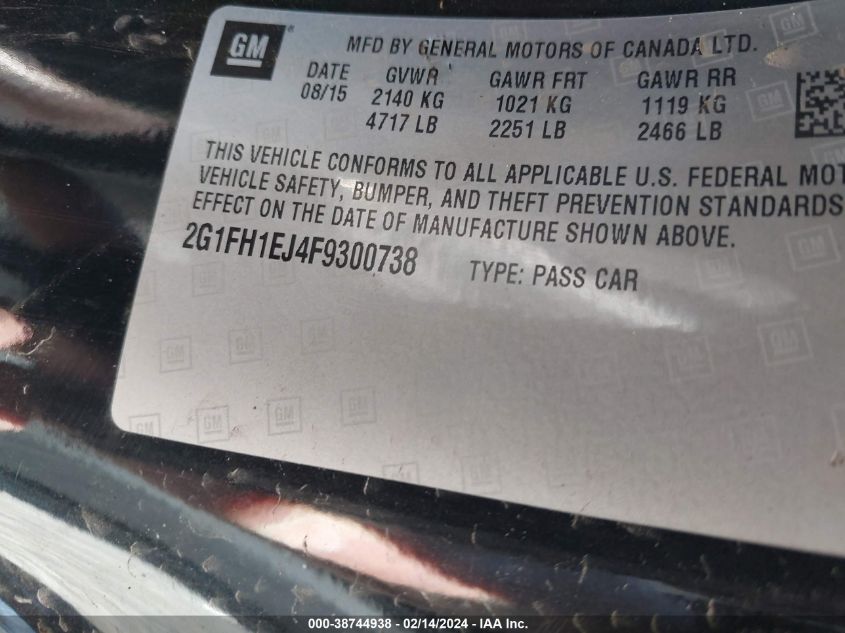 GM
MFD BY GENERAL MOTORS OF CANADA LTD.
DATE GVWR GAWR FRT GAWR RR
08/15 2140 KG 1021 KG 1119 KG
4717 LB 2251 LB 2466 LB
THIS VEHICLE CONFORMS TO ALL APPLICABLE U.S. FEDERAL MOT
VEHICLE SAFETY, BUMPER, AND THEFT PREVENTION STANDARDS
EFFECT ON THE DATE OF MANUFACTURE SHOWN ABOVE.
2G1FH1EJ4F9300738 TYPE: PASS CAR
000-38744938 - 02/14/2024 - IAA Inc.